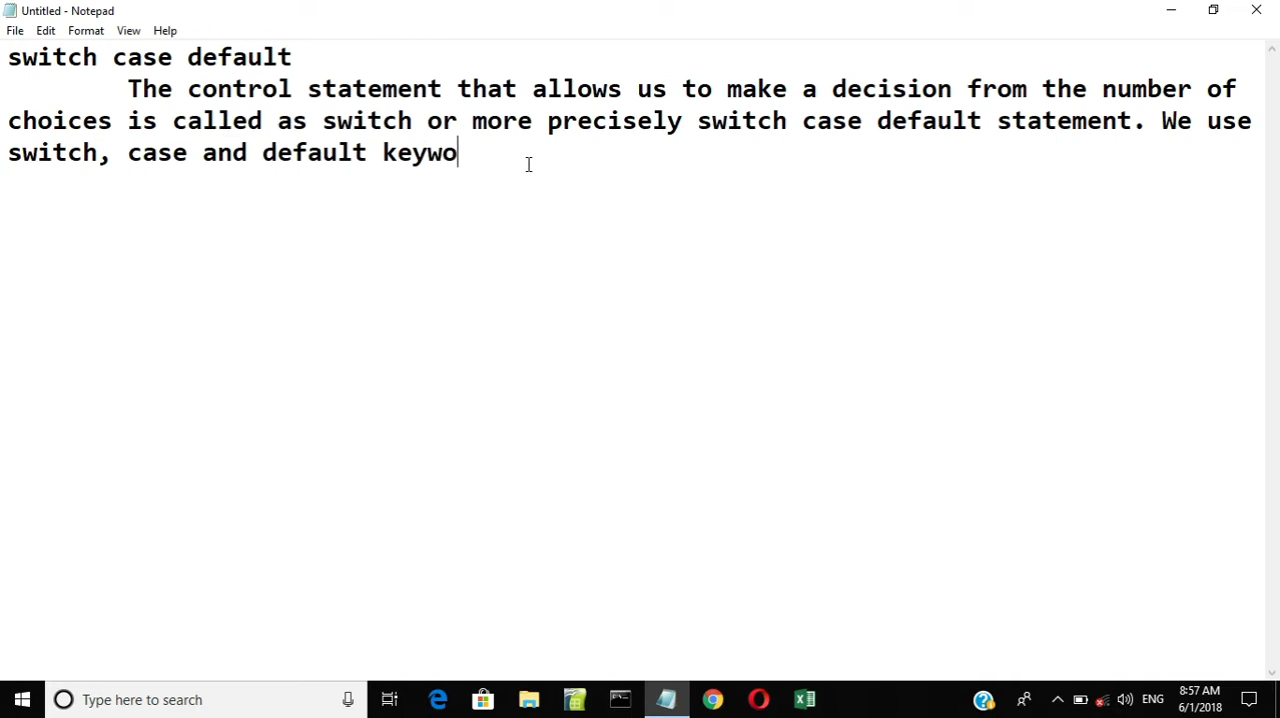 Untitled - Notepad
File Edit Format View Help
switch case default
The control statement that allows us to make a decision from the number of
choices is called as switch or more precisely switch case default statement. We use
switch, case and default keywo
Type here to search
ENG
8:57 AM
6/1/2018